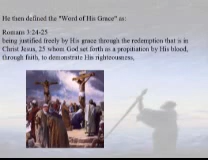 He then defined the "Word of His Grace" as:
Romans 3:24-25
being justified freely by His grace through the redemption that is in
Christ Jesus, 25 whom God set forth as a propitiation by His blood,
through faith, to demonstrate His righteousness,